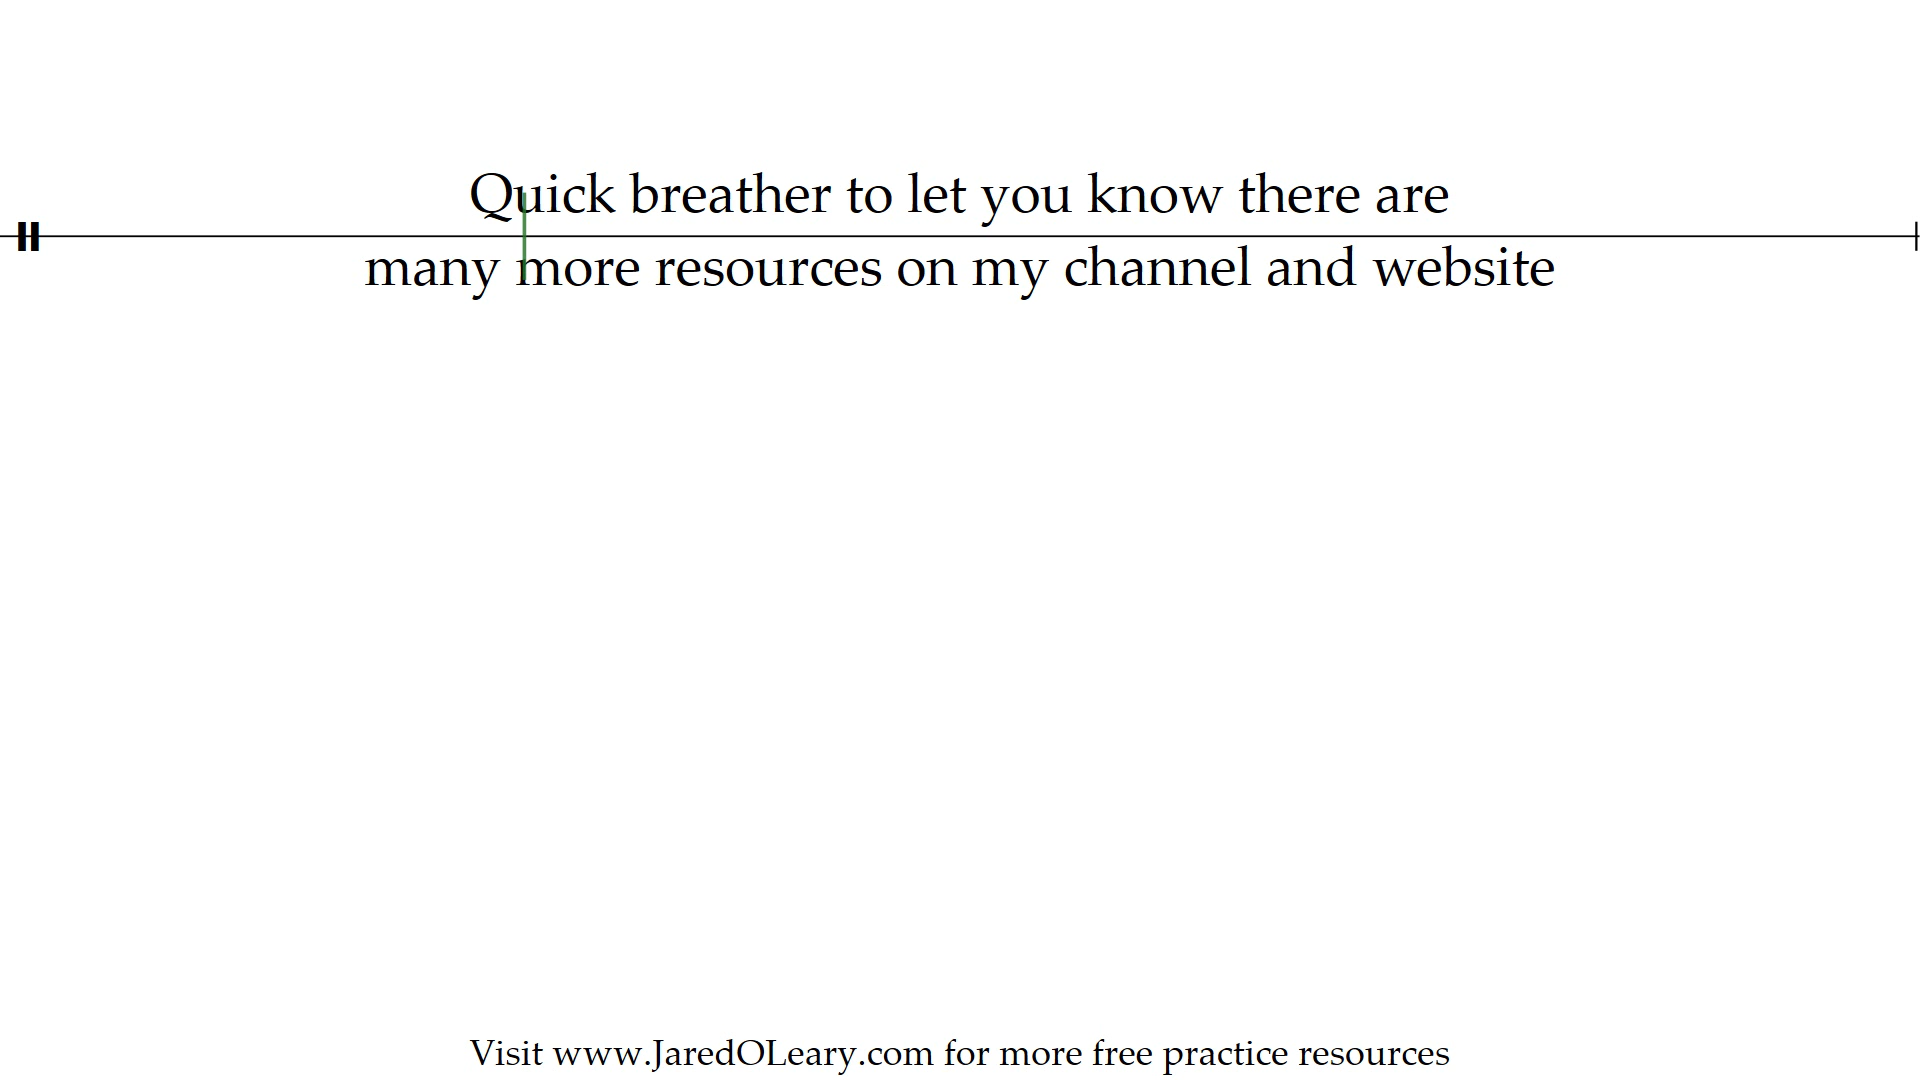 Quick breather to let you know there are
many more resources on my channel and website
Visit www.JaredOLeary.com for more free practice resources